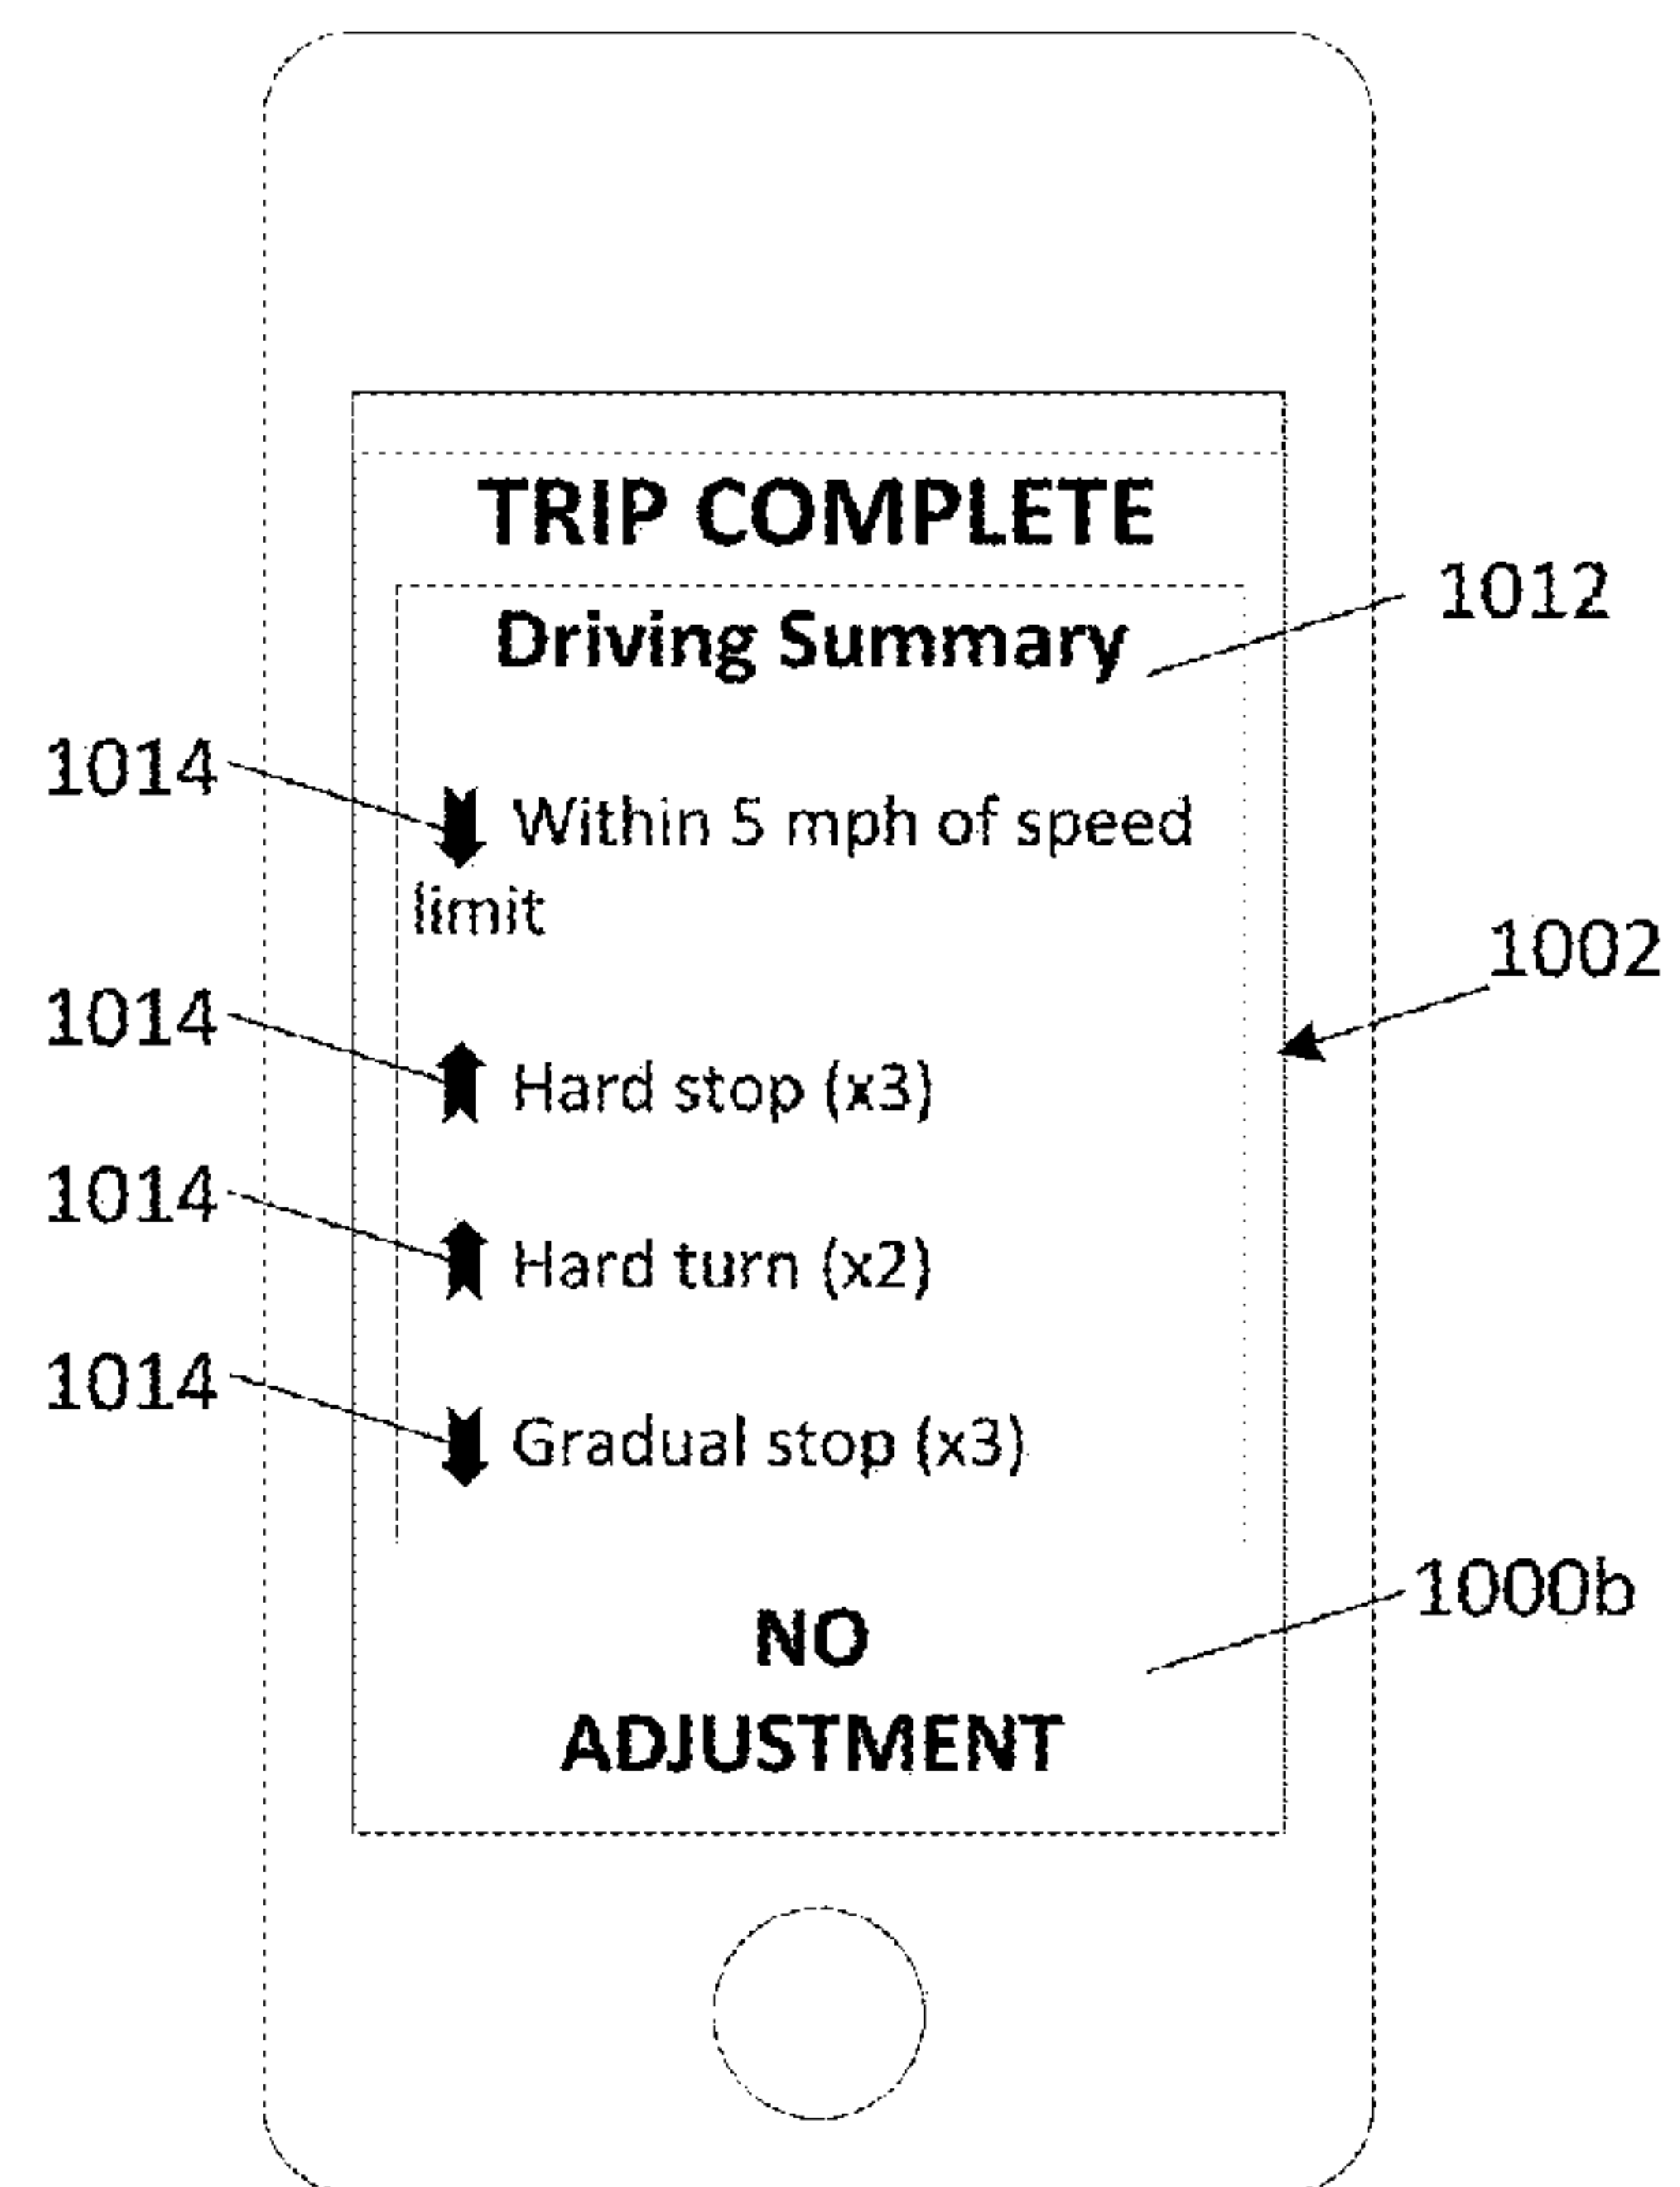 TRIP COMPLETE
1012
Driving Summary
1014
Within 5 mph of speed
limit
1002
1014
Hard stop (x3)
1014
Hard turn (x2)
1014
Gradual stop (x3)
1000b
NO
ADJUSTMENT